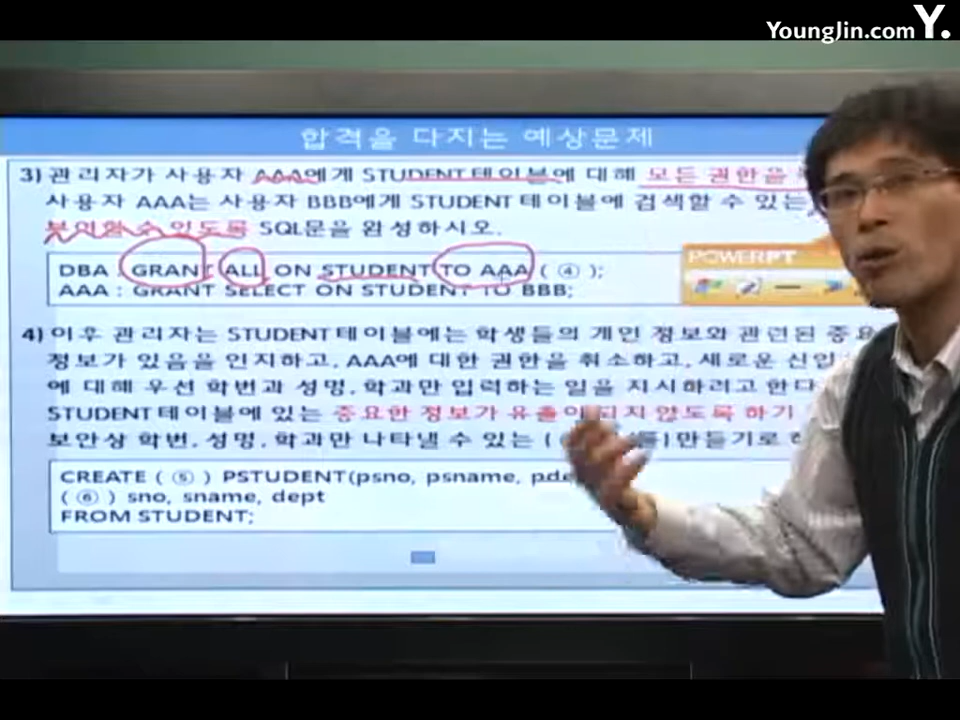 YoungJin.com Y.
합격을 다지는 예상문제
3) 관리자가 사용자 AAA에게 STUDENT 테이블에 대해 모든 권한을
사용자 AAA는 사용자 BBB에게 STUDENT 테이블에 검색할 수 있는
부여할 수 있도록 SQL문을 완성하시오.
DBA : GRANT ALL ON STUDENT TO AAA ( ④ );
AAA : GRANT SELECT ON STUDENT TO BBB;
POWERPT
4) 이후 관리자는 STUDENT 테이블에는 학생들의 개인 정보와 관련된 중요
정보가 있음을 인지하고, AAA에 대한 권한을 취소하고, 새로운 신입
에 대해 우선 학번과 성명, 학과만 입력하는 일을 지시하려고 한다
STUDENT 테이블에 있는 중요한 정보가 유출이 되지 않도록 하기
보안상 학번, 성명, 학과만 나타낼 수 있는 ( 를) 만들기로
CREATE ( ⑤ ) PSTUDENT(psno, psname,
( ⑥ ) sno, sname, dept
FROM STUDENT;